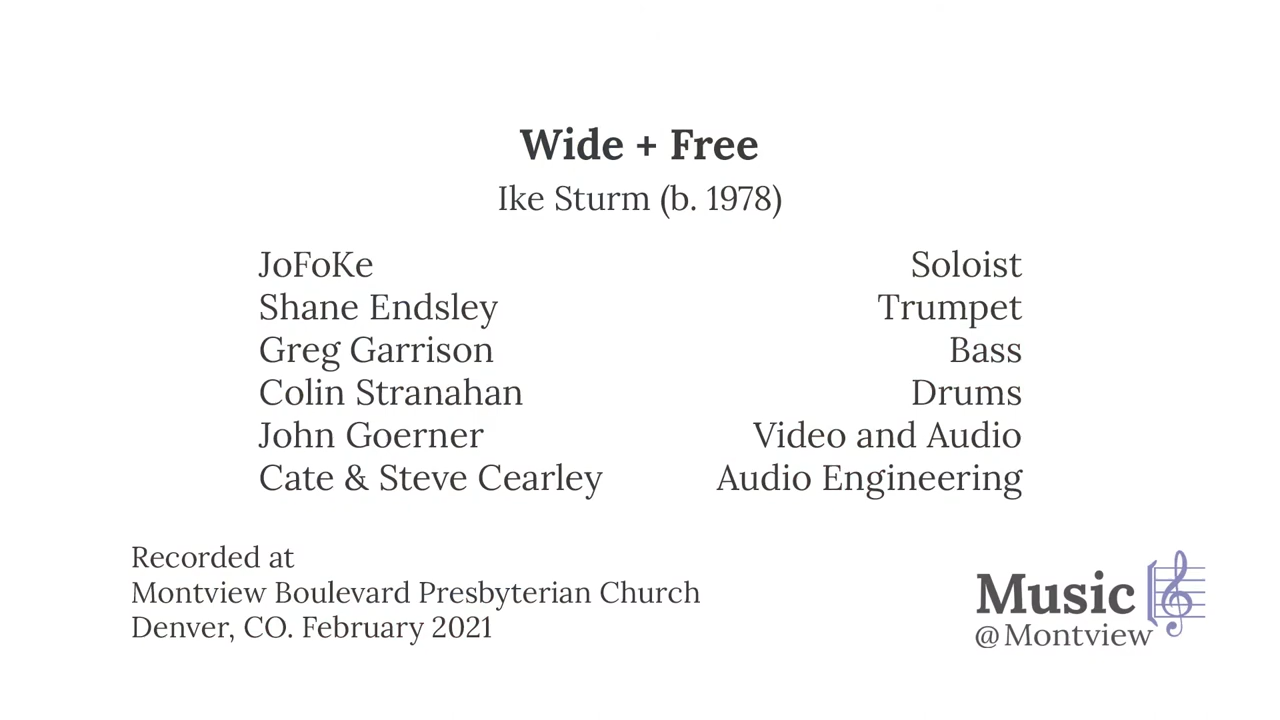 Wide + Free
Ike Sturm (b. 1978)
JoFoKe Soloist
Shane Endsley Trumpet
Greg Garrison Bass
Colin Stranahan Drums
John Goerner Video and Audio
Cate & Steve Cearley Audio Engineering
Recorded at
Montview Boulevard Presbyterian Church
Denver, CO. February 2021
Music
@Montview